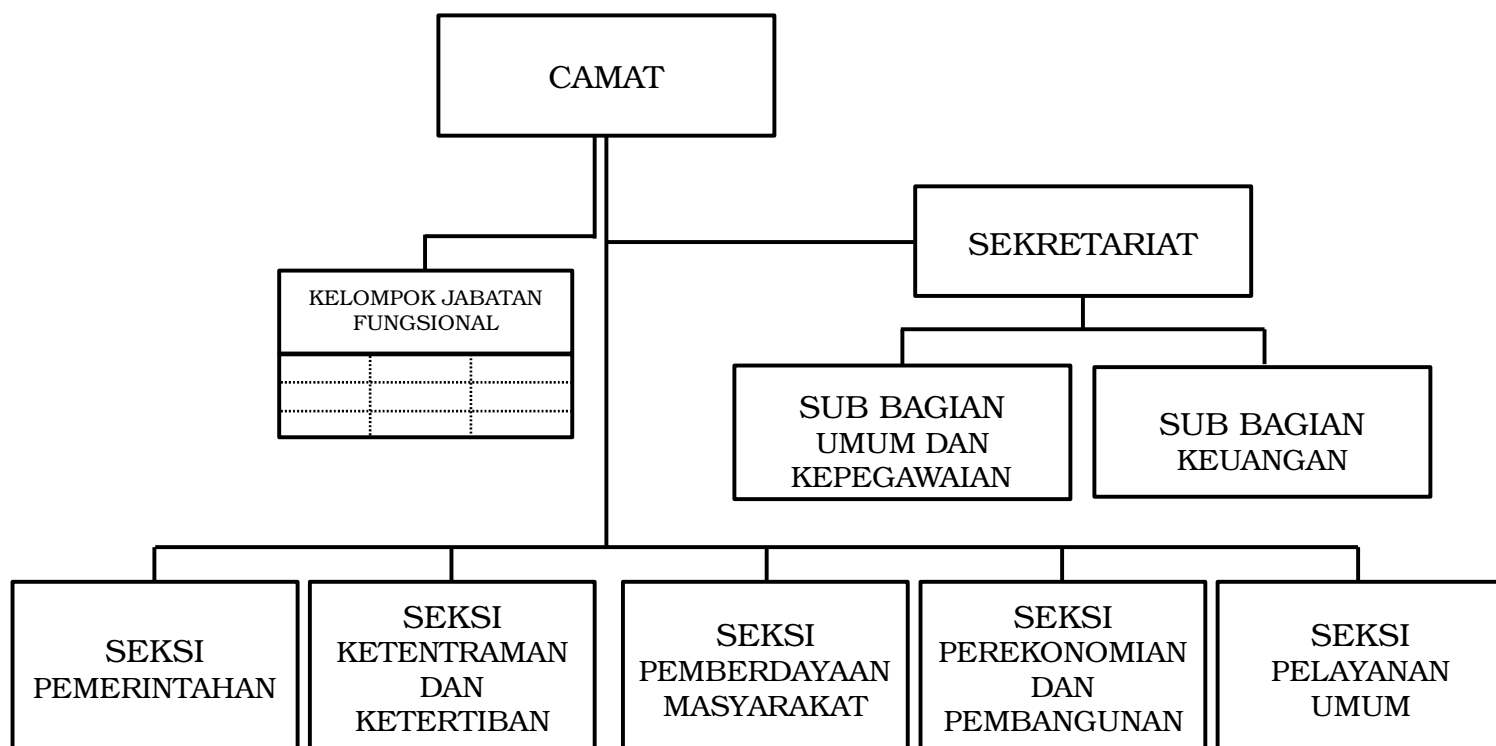 CAMAT
SEKRETARIAT
KELOMPOK JABATAN
FUNGSIONAL
SUB BAGIAN
UMUM DAN
KEPEGAWAIAN
SUB BAGIAN
KEUANGAN
SEKSI
PEMERINTAHAN
SEKSI
KETENTRAMAN
DAN
KETERTIBAN
SEKSI
PEMBERDAYAAN
MASYARAKAT
SEKSI
PEREKONOMIAN
DAN
PEMBANGUNAN
SEKSI
PELAYANAN
UMUM